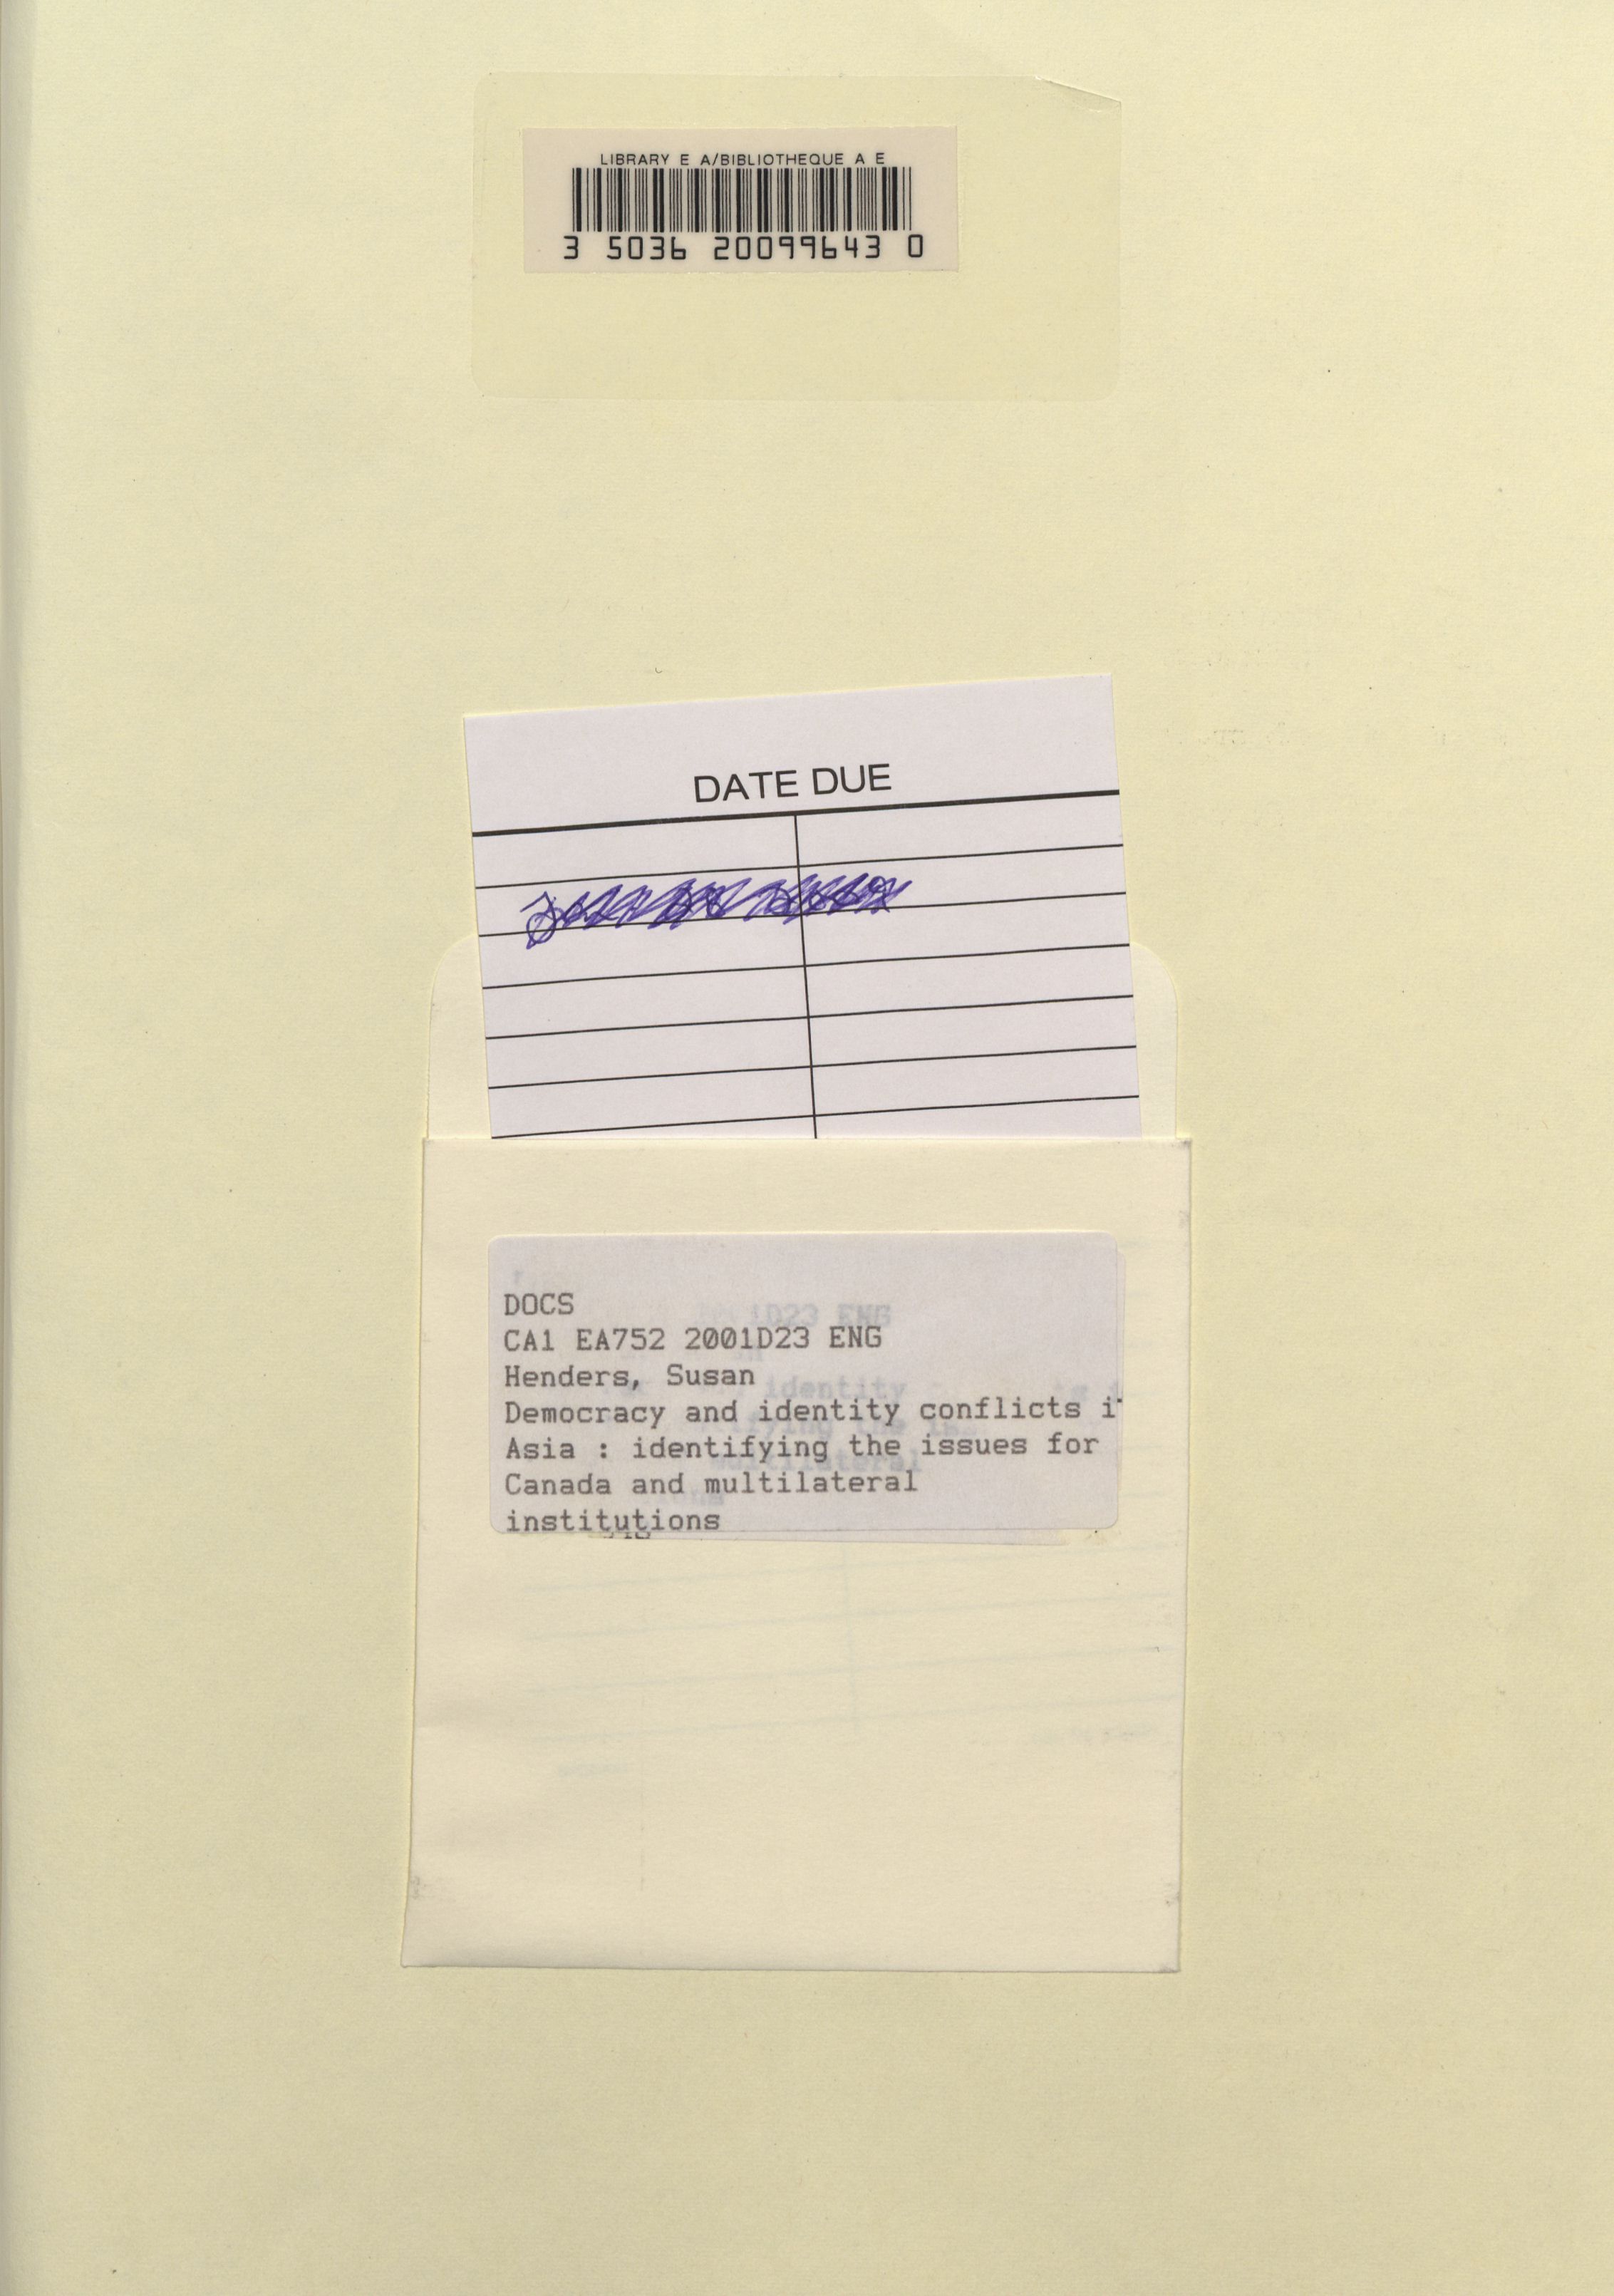 LIBRARY E A/BIBLIOTHEQUE A E
3 5036 20099643 0
DATE DUE
DOCS
CA1 EA752 2001D23 ENG
Henders, Susan
Democracy and identity conflicts i
Asia : identifying the issues for
Canada and multilateral
institutions